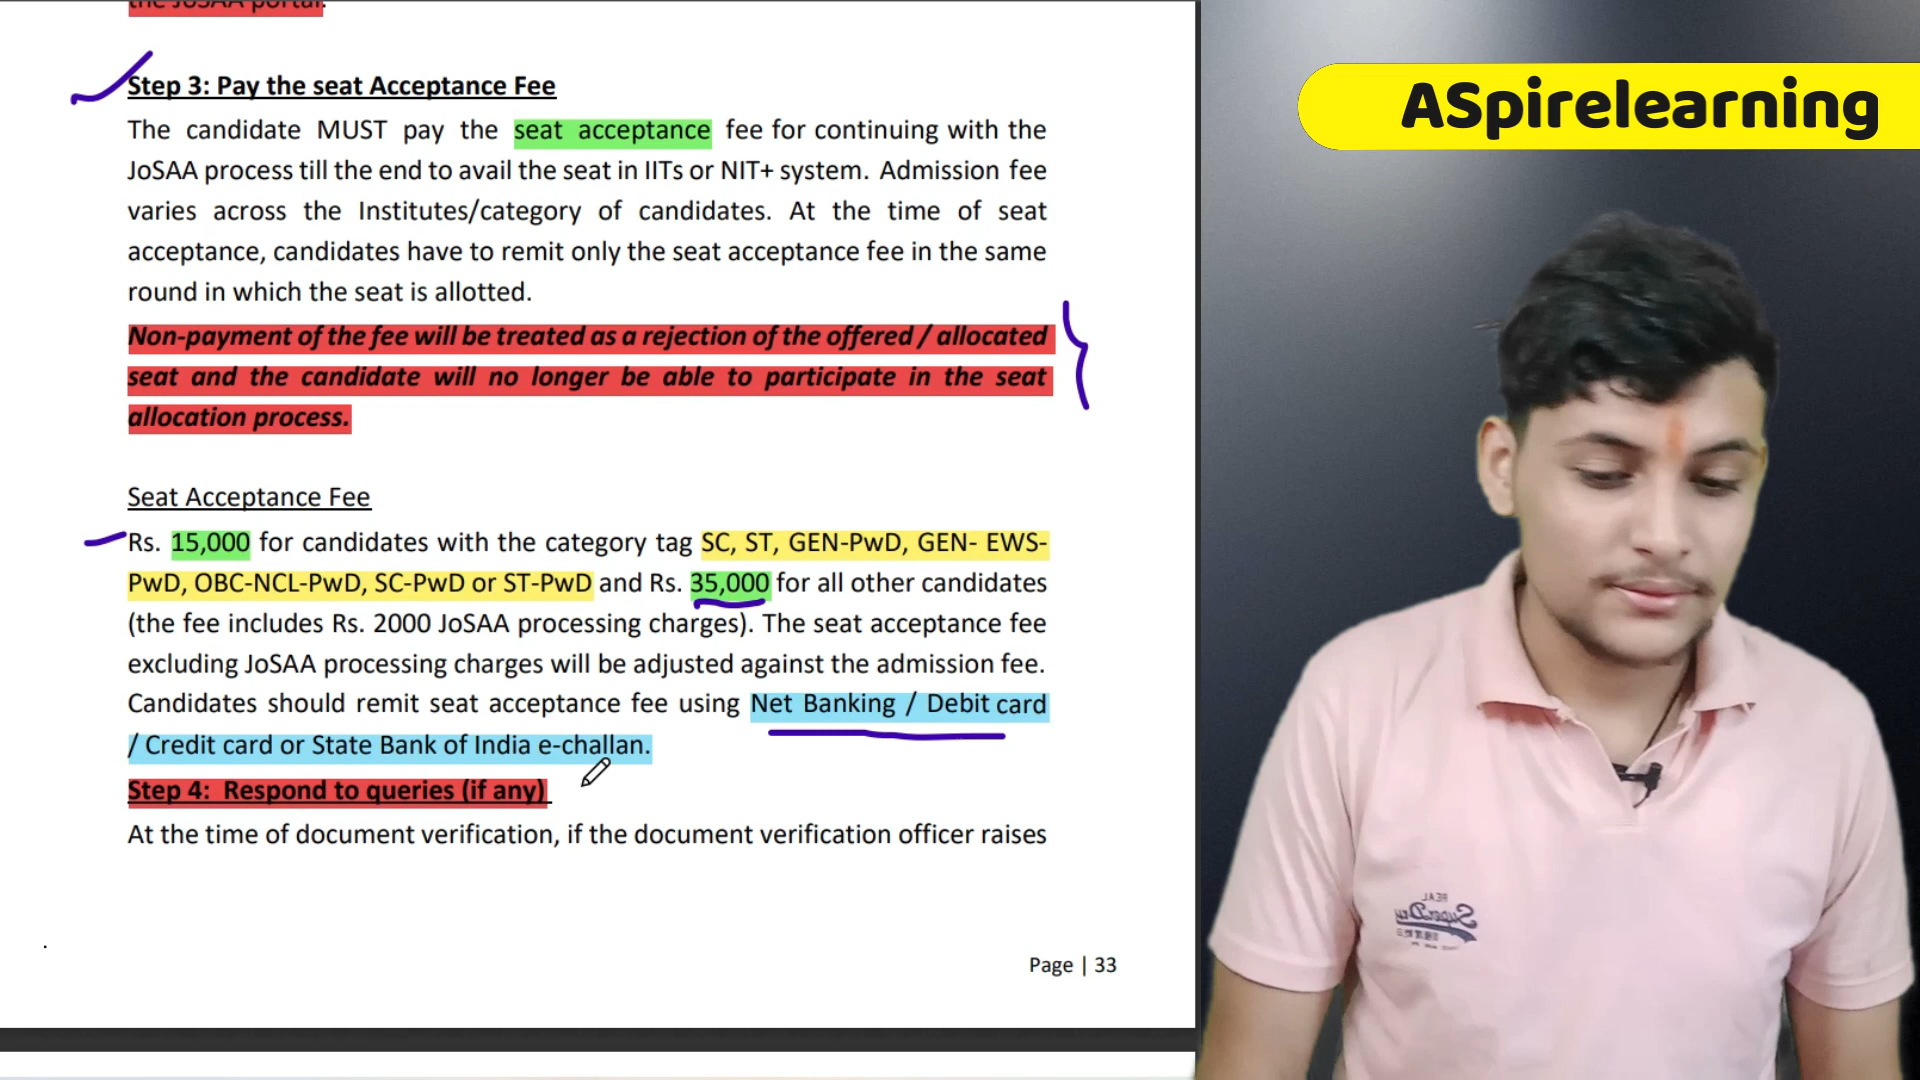 the JoSAA portal.
Step 3: Pay the seat Acceptance Fee
The candidate MUST pay the seat acceptance fee for continuing with the
JoSAA process till the end to avail the seat in IITs or NIT+ system. Admission fee
varies across the Institutes/category of candidates. At the time of seat
acceptance, candidates have to remit only the seat acceptance fee in the same
round in which the seat is allotted.
Non-payment of the fee will be treated as a rejection of the offered / allocated
seat and the candidate will no longer be able to participate in the seat
allocation process.
Seat Acceptance Fee
Rs. 15,000 for candidates with the category tag SC, ST, GEN-PwD, GEN- EWS-
PwD, OBC-NCL-PwD, SC-PwD or ST-PwD and Rs. 35,000 for all other candidates
(the fee includes Rs. 2000 JoSAA processing charges). The seat acceptance fee
excluding JoSAA processing charges will be adjusted against the admission fee.
Candidates should remit seat acceptance fee using Net Banking / Debit card
/ Credit card or State Bank of India e-challan.
Step 4: Respond to queries (if any)
At the time of document verification, if the document verification officer raises
Page | 33
ASpirelearning
REAL
SuperDry